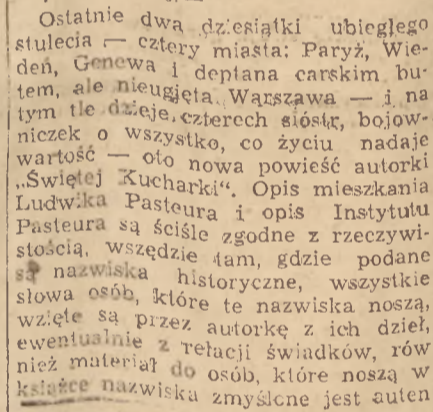 Ostatnie dwa dziesiątki ubiegłego
stulecia — cztery miasta: Paryż, Wie-
deń, Genewa i deptana carskim bu-
tem, ale nieugięta Warszawa — i na
tym tle dzieje czterech sióstr, bojow-
niczek o wszystko, co życiu nadaje
wartość — oto nowa powieść autorki
„Świętej Kucharki“. Opis mieszkania
Ludwika Pasteura i opis Instytutu
Pasteura są ściśle zgodne z rzeczywi-
stością, wszędzie tam, gdzie podane
są nazwiska historyczne, wszystkie
słowa osób, które te nazwiska noszą,
wzięte są przez autorkę z ich dzieł,
ewentualnie z relacji świadków, rów
nież materiał do osób, które noszą w
książce nazwiska zmyślone jest auten